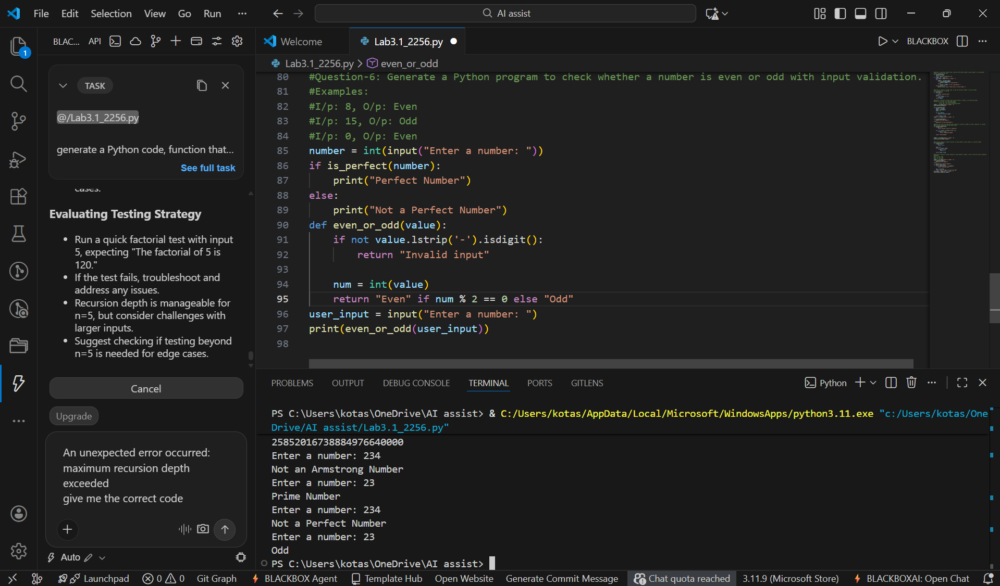 File Edit Selection View Go Run
AI assist
BLAC... API
1
Welcome
Lab3.1_2256.py
BLACKBOX
Lab3.1_2256.py > even_or_odd
TASK
@/Lab3.1_2256.py
generate a Python code, function that...
See full task
cases.
Evaluating Testing Strategy
• Run a quick factorial test with input
5, expecting "The factorial of 5 is
120."
• If the test fails, troubleshoot and
address any issues.
• Recursion depth is manageable for
n=5, but consider challenges with
larger inputs.
• Suggest checking if testing beyond
n=5 is needed for edge cases.
Cancel
Upgrade
An unexpected error occurred:
maximum recursion depth
exceeded
give me the correct code
Auto
80 #Question-6: Generate a Python program to check whether a number is even or odd with input validation.
81 #Examples:
82 #I/p: 8, O/p: Even
83 #I/p: 15, O/p: Odd
84 #I/p: 0, O/p: Even
85 number = int(input("Enter a number: "))
86 if is_perfect(number):
87     print("Perfect Number")
88 else:
89     print("Not a Perfect Number")
90 def even_or_odd(value):
91     if not value.lstrip('-').isdigit():
92         return "Invalid input"
93
94     num = int(value)
95     return "Even" if num % 2 == 0 else "Odd"
96 user_input = input("Enter a number: ")
97 print(even_or_odd(user_input))
98
PROBLEMS OUTPUT DEBUG CONSOLE TERMINAL PORTS GITLENS
Python
PS C:\Users\kotas\OneDrive\AI assist> & C:/Users/kotas/AppData/Local/Microsoft/WindowsApps/python3.11.exe "c:/Users/kotas/One
Drive/AI assist/Lab3.1_2256.py"
25852016738884976640000
Enter a number: 234
Not an Armstrong Number
Enter a number: 23
Prime Number
Enter a number: 234
Not a Perfect Number
Enter a number: 23
Odd
PS C:\Users\kotas\OneDrive\AI assist>
Launchpad 0 0 Git Graph BLACKBOX Agent Template Hub Open Website Generate Commit Message Chat quota reached 3.11.9 (Microsoft Store) BLACKBOXAI: Open Chat